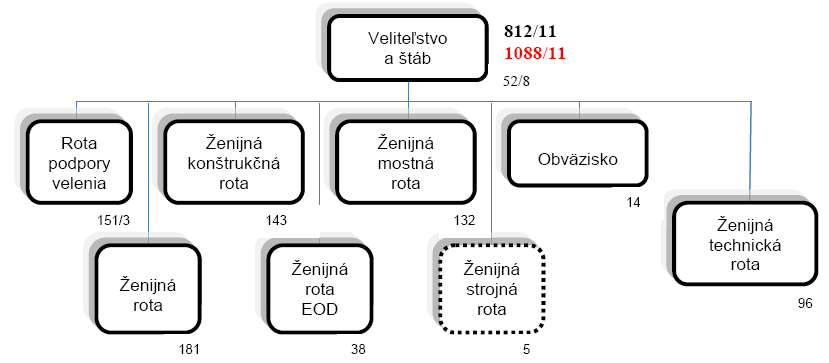 Veliteľstvo
a štáb
812/11
1088/11
52/8
Rota
podpory
velenia
151/3
Ženijná
konštrukčná
rota
143
Ženijná
mostná
rota
132
Obväzisko
14
Ženijná
technická
rota
96
Ženijná
rota
181
Ženijná
rota
EOD
38
Ženijná
strojná
rota
5